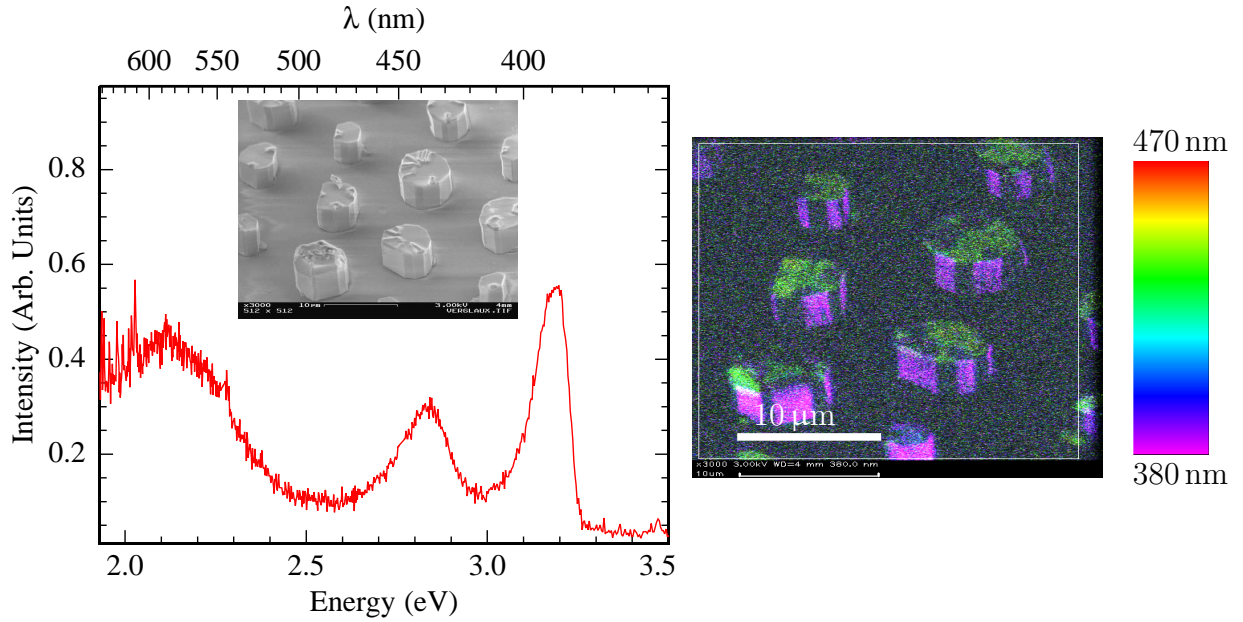 λ (nm)
600 550 500 450 400
Intensity (Arb. Units)
0.8
0.6
0.4
0.2
2.0 2.5 3.0 3.5
Energy (eV)
x3000 10µm 3.00kV 4mm
512 x 512 VERGLAUX.TIF
10 µm
x3000 3.00kV WD=4 mm 380.0 nm
10um
470 nm
380 nm